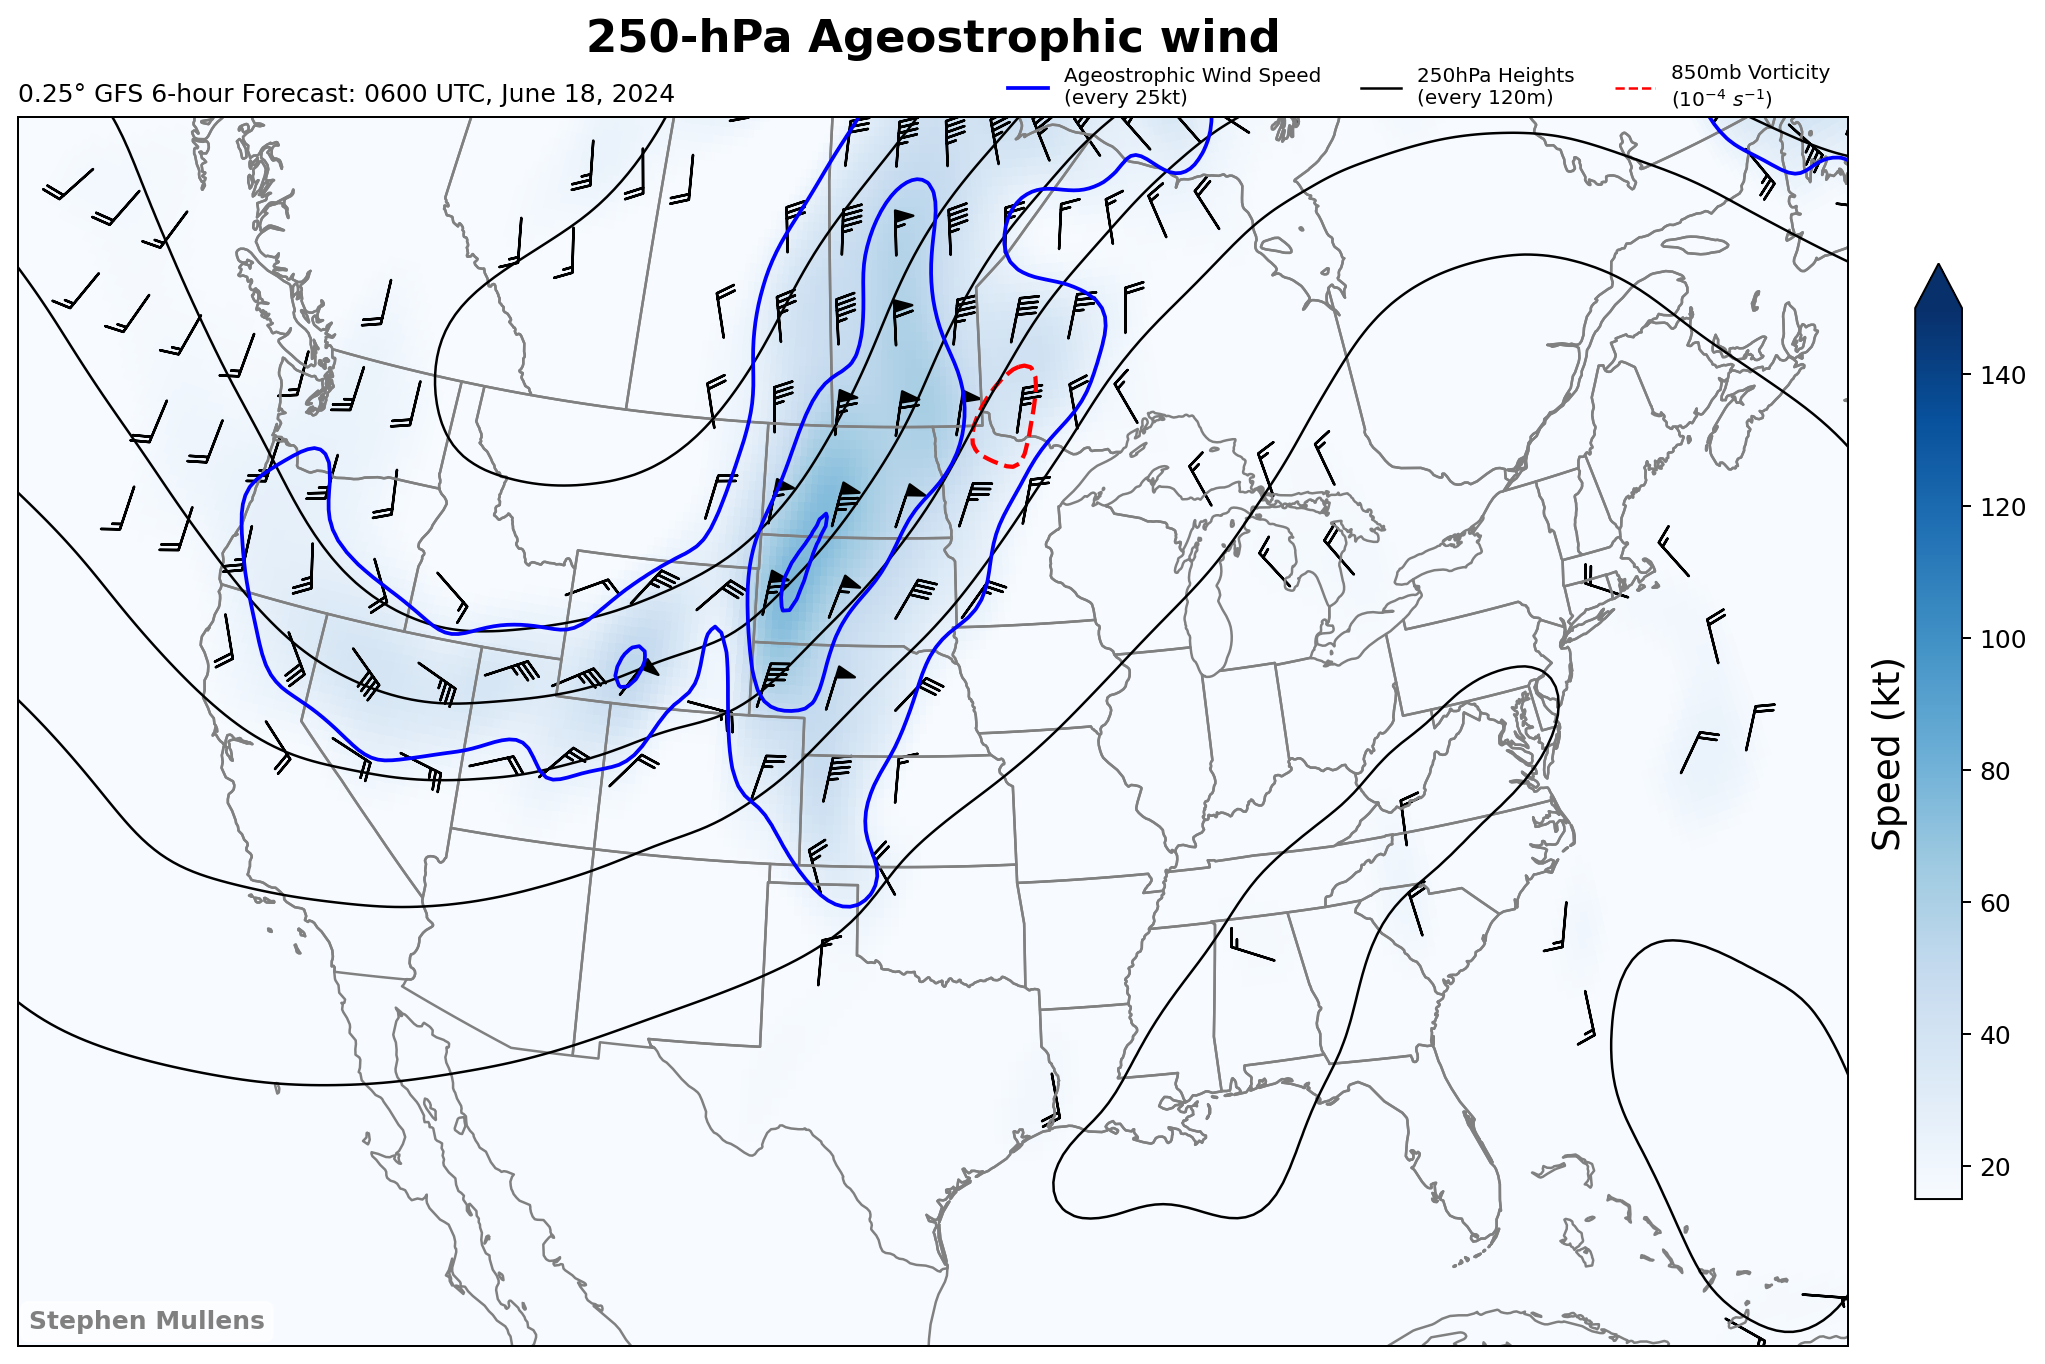 250-hPa Ageostrophic wind
0.25° GFS 6-hour Forecast: 0600 UTC, June 18, 2024
Ageostrophic Wind Speed
(every 25kt)
250hPa Heights
(every 120m)
850mb Vorticity
(10⁻⁴ s⁻¹)
140
120
100
80
60
40
20
Speed (kt)
Stephen Mullens